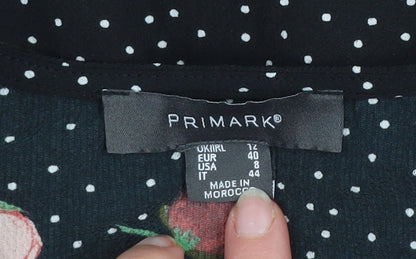 PRIMARK®
UK/IRL 12
EUR 40
USA 8
IT 44
MADE IN
MOROCCO